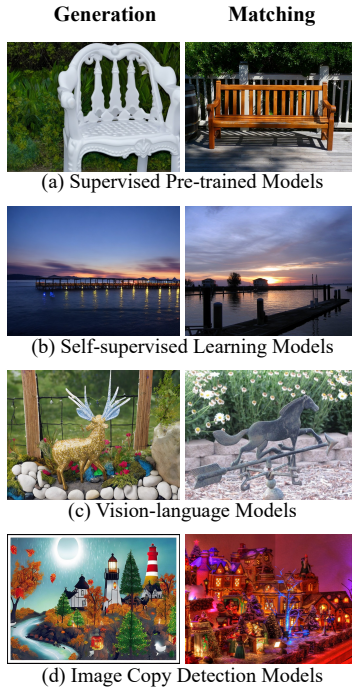 Generation Matching
(a) Supervised Pre-trained Models
(b) Self-supervised Learning Models
(c) Vision-language Models
(d) Image Copy Detection Models